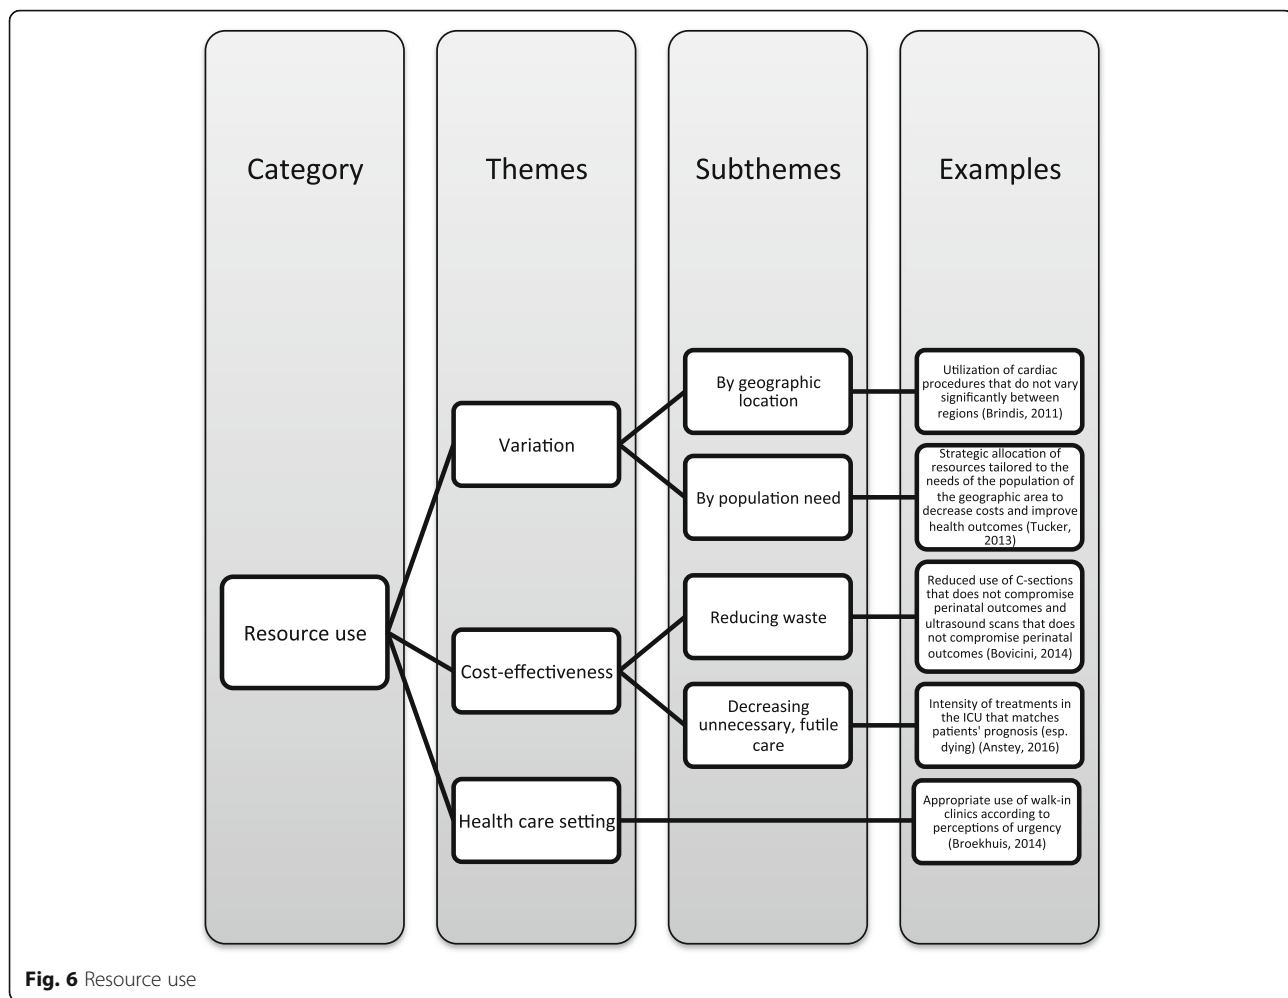 Category
Themes
Subthemes
Examples
Resource use
Variation
Cost-effectiveness
Health care setting
By geographic
location
By population need
Reducing waste
Decreasing
unnecessary, futile
care
Utilization of cardiac
procedures that do not vary
significantly between
regions (Brindis, 2011)
Strategic allocation of
resources tailored to the
needs of the population of
the geographic area to
decrease costs and improve
health outcomes (Tucker,
2013)
Reduced use of C-sections
that does not compromise
perinatal outcomes and
ultrasound scans that does
not compromise perinatal
outcomes (Bovicini, 2014)
Intensity of treatments in
the ICU that matches
patients' prognosis (esp.
dying) (Anstey, 2016)
Appropriate use of walk-in
clinics according to
perceptions of urgency
(Broekhuis, 2014)
Fig. 6 Resource use